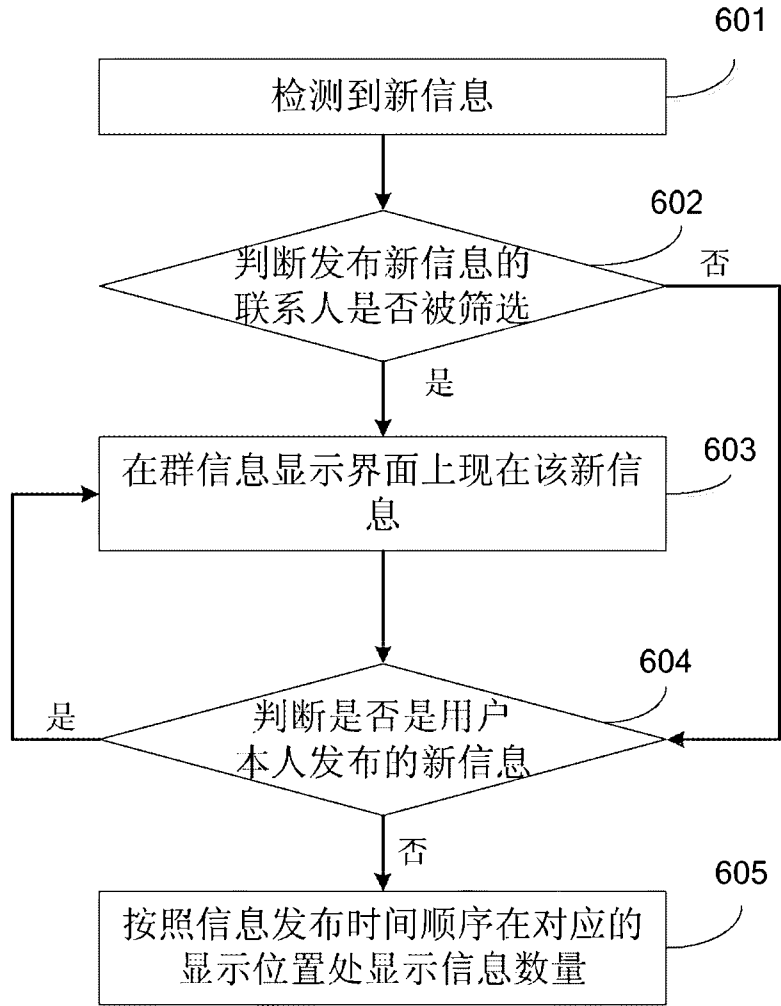 601
检测到新信息
602
判断发布新信息的
联系人是否被筛选
否
是
603
在群信息显示界面上现在该新信
息
604
判断是否是用户
本人发布的新信息
是
否
605
按照信息发布时间顺序在对应的
显示位置处显示信息数量